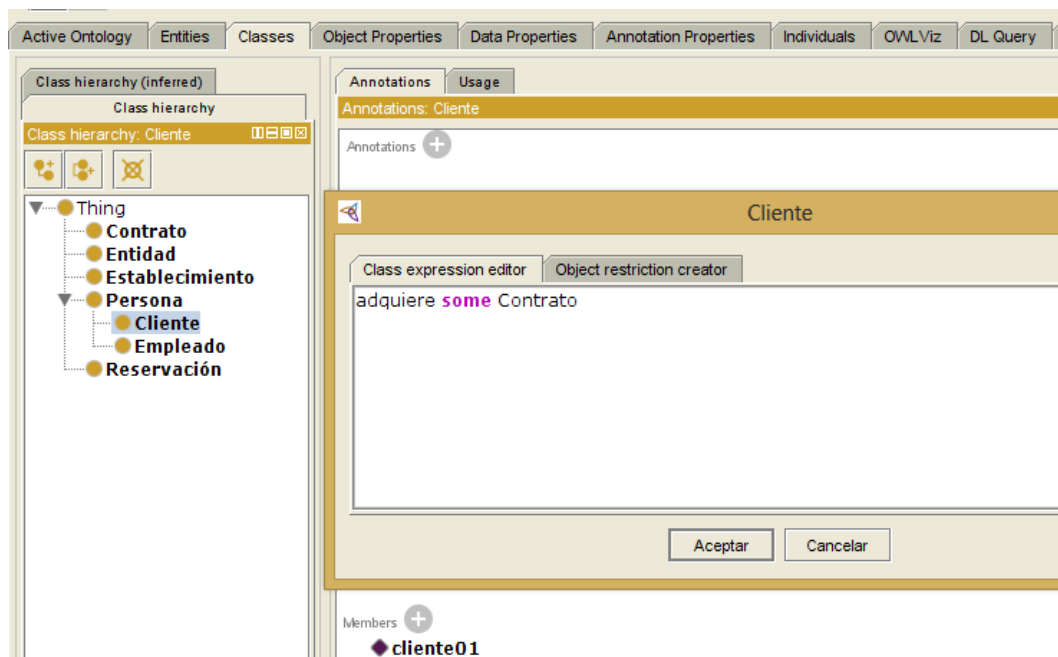 Active Ontology Entities Classes Object Properties Data Properties Annotation Properties Individuals OWLViz DL Query
Class hierarchy (inferred)
Class hierarchy
Class hierarchy: Cliente
Thing
Contrato
Entidad
Establecimiento
Persona
Cliente
Empleado
Reservación
Annotations Usage
Annotations: Cliente
Annotations
Cliente
Class expression editor Object restriction creator
adquiere some Contrato
Aceptar Cancelar
Members
cliente01